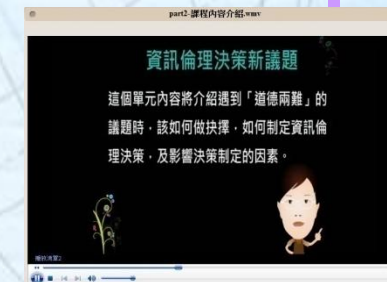 part2-課程內容介紹.wmv
資訊倫理決策新議題
這個單元內容將介紹遇到「道德兩難」的
議題時，該如何做抉擇，如何制定資訊倫
理決策，及影響決策制定的因素。